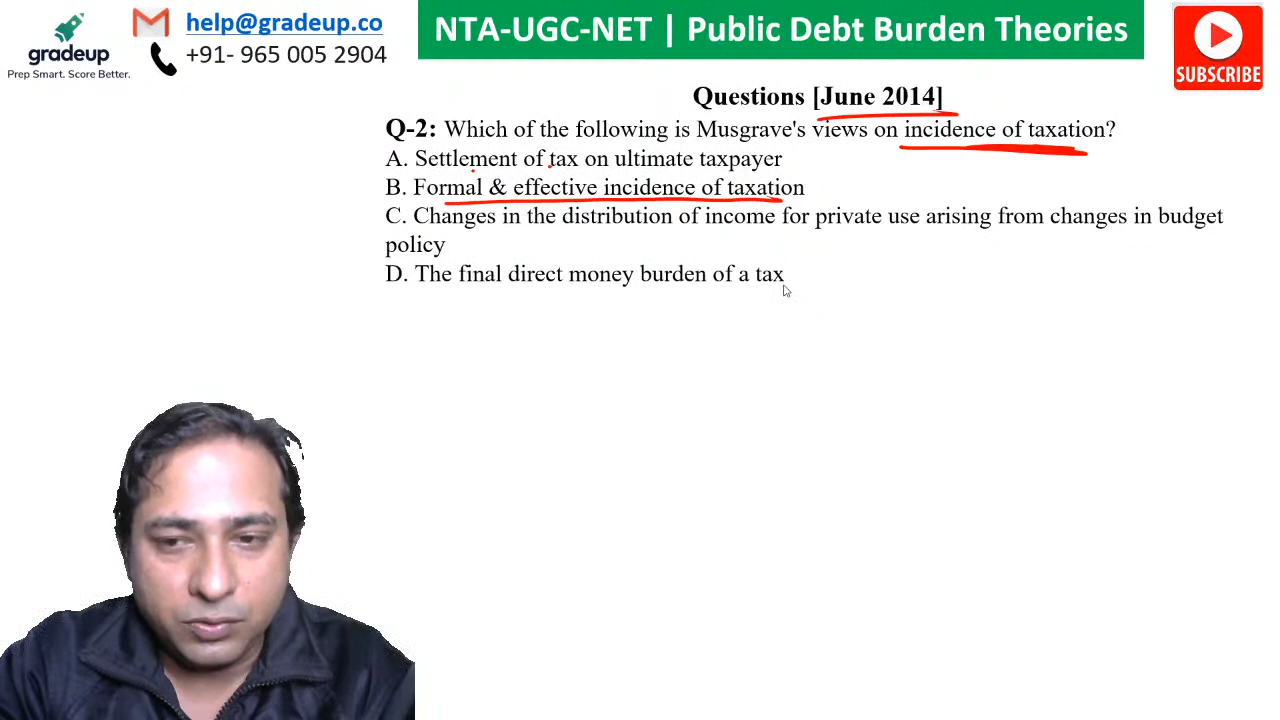 gradeup
Prep Smart. Score Better.
help@gradeup.co
+91- 965 005 2904
NTA-UGC-NET | Public Debt Burden Theories
SUBSCRIBE
Questions [June 2014]
Q-2: Which of the following is Musgrave's views on incidence of taxation?
A. Settlement of tax on ultimate taxpayer
B. Formal & effective incidence of taxation
C. Changes in the distribution of income for private use arising from changes in budget
policy
D. The final direct money burden of a tax